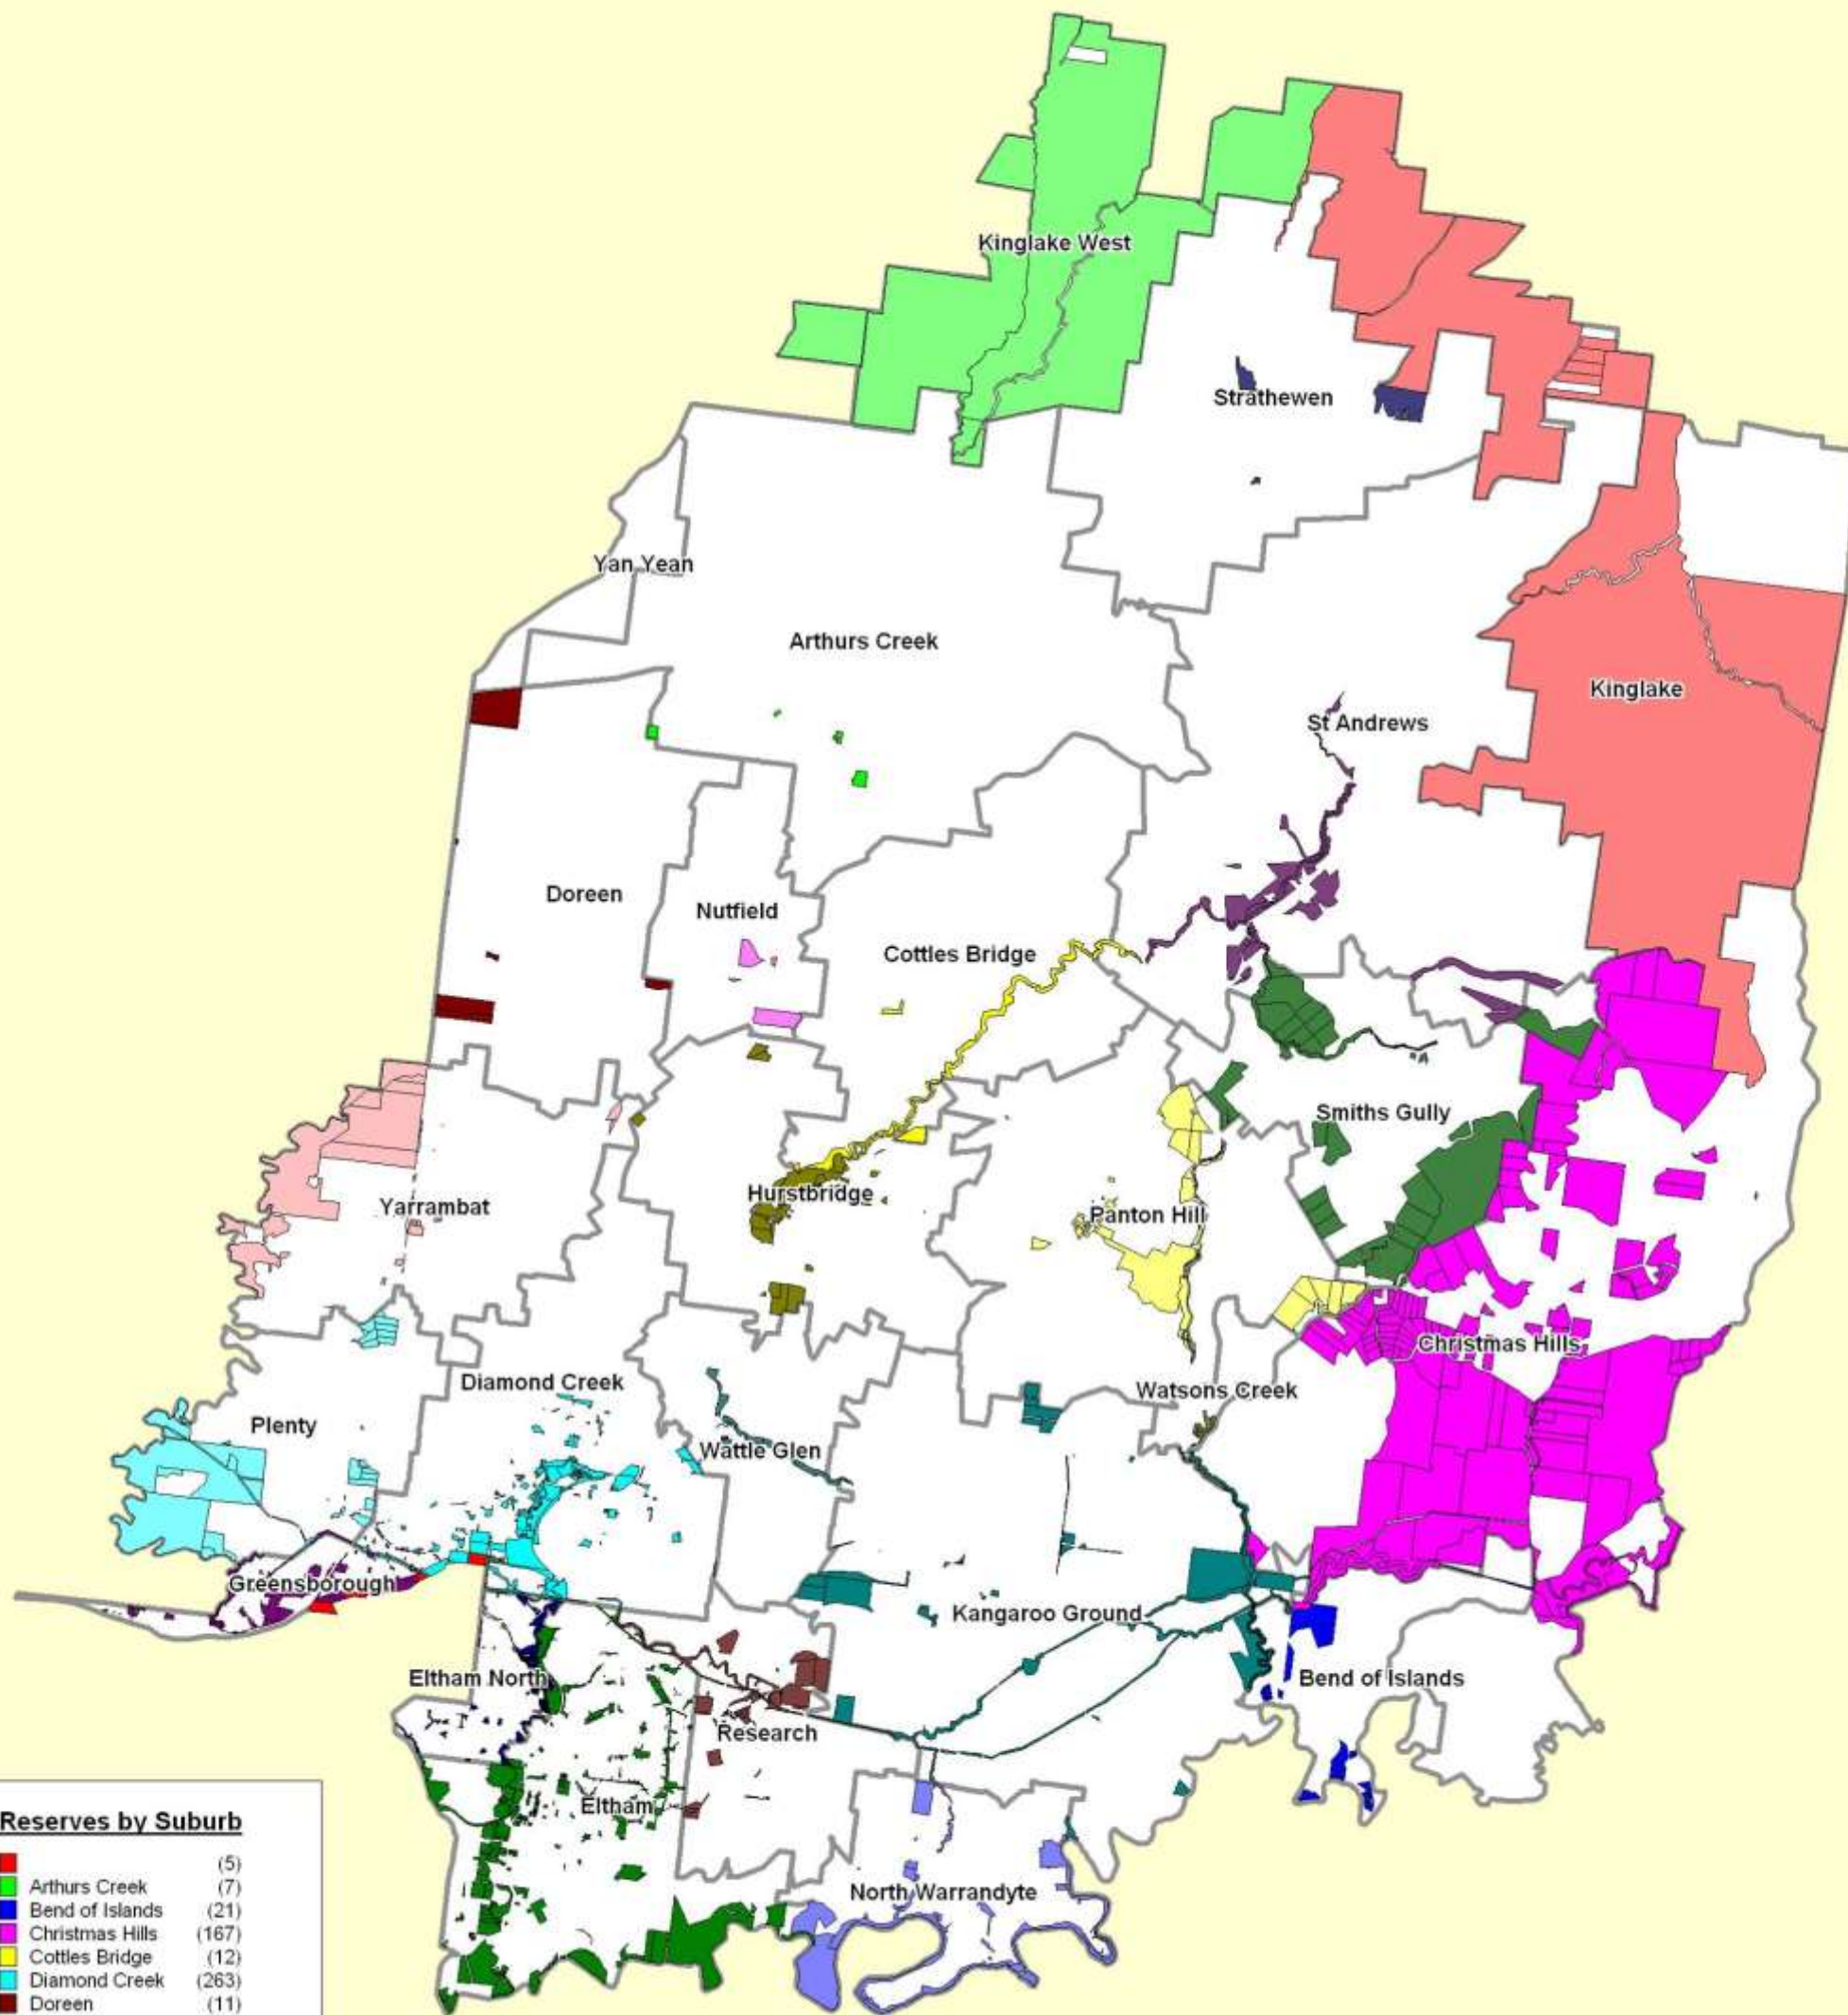 Kinglake West
Strathewen
Yan Yean
Arthurs Creek
Kinglake
St Andrews
Doreen
Nutfield
Cottles Bridge
Smiths Gully
Hurstbridge
Yarrambat
Panton Hill
Christmas Hills
Diamond Creek
Watsons Creek
Plenty
Wattle Glen
Greensborough
Kangaroo Ground
Eltham North
Bend of Islands
Research
Eltham
North Warrandyte
Reserves by Suburb
(5)
Arthurs Creek (7)
Bend of Islands (21)
Christmas Hills (167)
Cottles Bridge (12)
Diamond Creek (263)
Doreen (11)